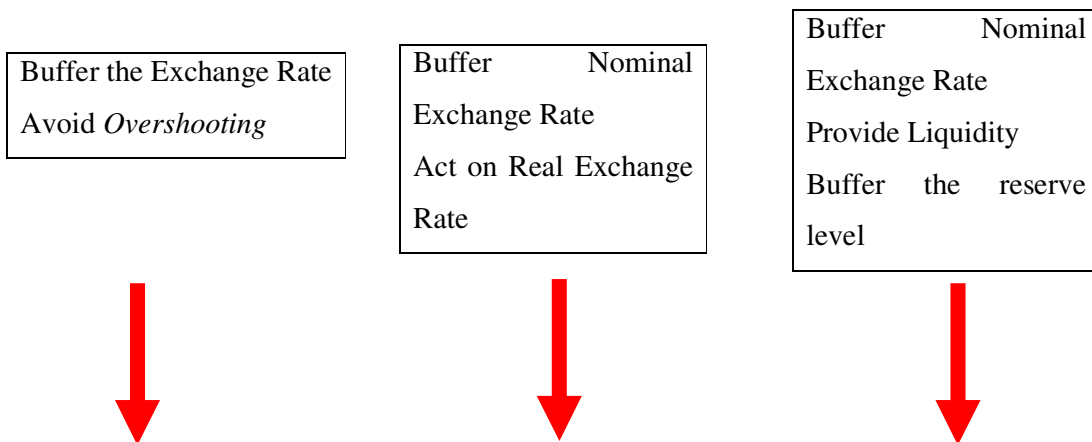 Buffer the Exchange Rate
Avoid Overshooting
Buffer Nominal
Exchange Rate
Act on Real Exchange
Rate
Buffer Nominal
Exchange Rate
Provide Liquidity
Buffer the reserve
level